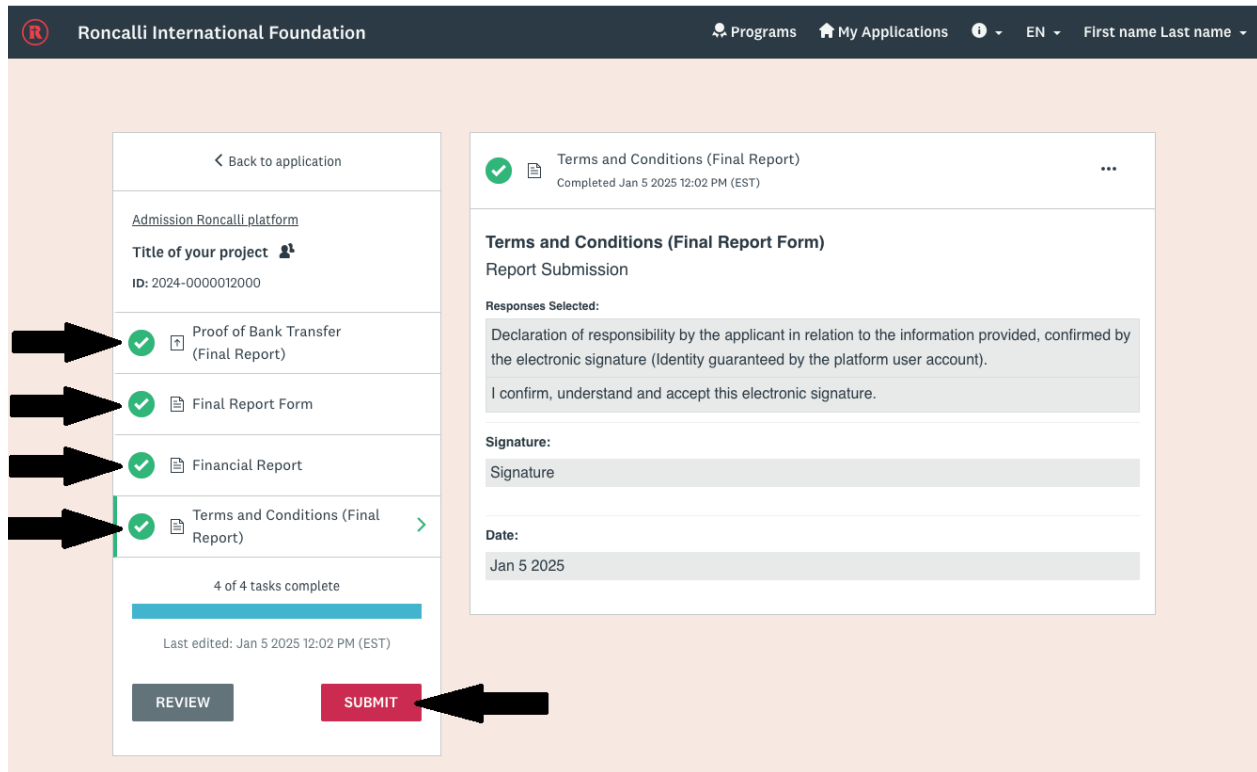 R Roncalli International Foundation Programs My Applications EN First name Last name
Back to application
Admission Roncalli platform
Title of your project
ID: 2024-0000012000
Proof of Bank Transfer
(Final Report)
Final Report Form
Financial Report
Terms and Conditions (Final
Report)
4 of 4 tasks complete
Last edited: Jan 5 2025 12:02 PM (EST)
REVIEW SUBMIT
Terms and Conditions (Final Report)
Completed Jan 5 2025 12:02 PM (EST)
Terms and Conditions (Final Report Form)
Report Submission
Responses Selected:
Declaration of responsibility by the applicant in relation to the information provided, confirmed by
the electronic signature (Identity guaranteed by the platform user account).
I confirm, understand and accept this electronic signature.
Signature:
Signature
Date:
Jan 5 2025